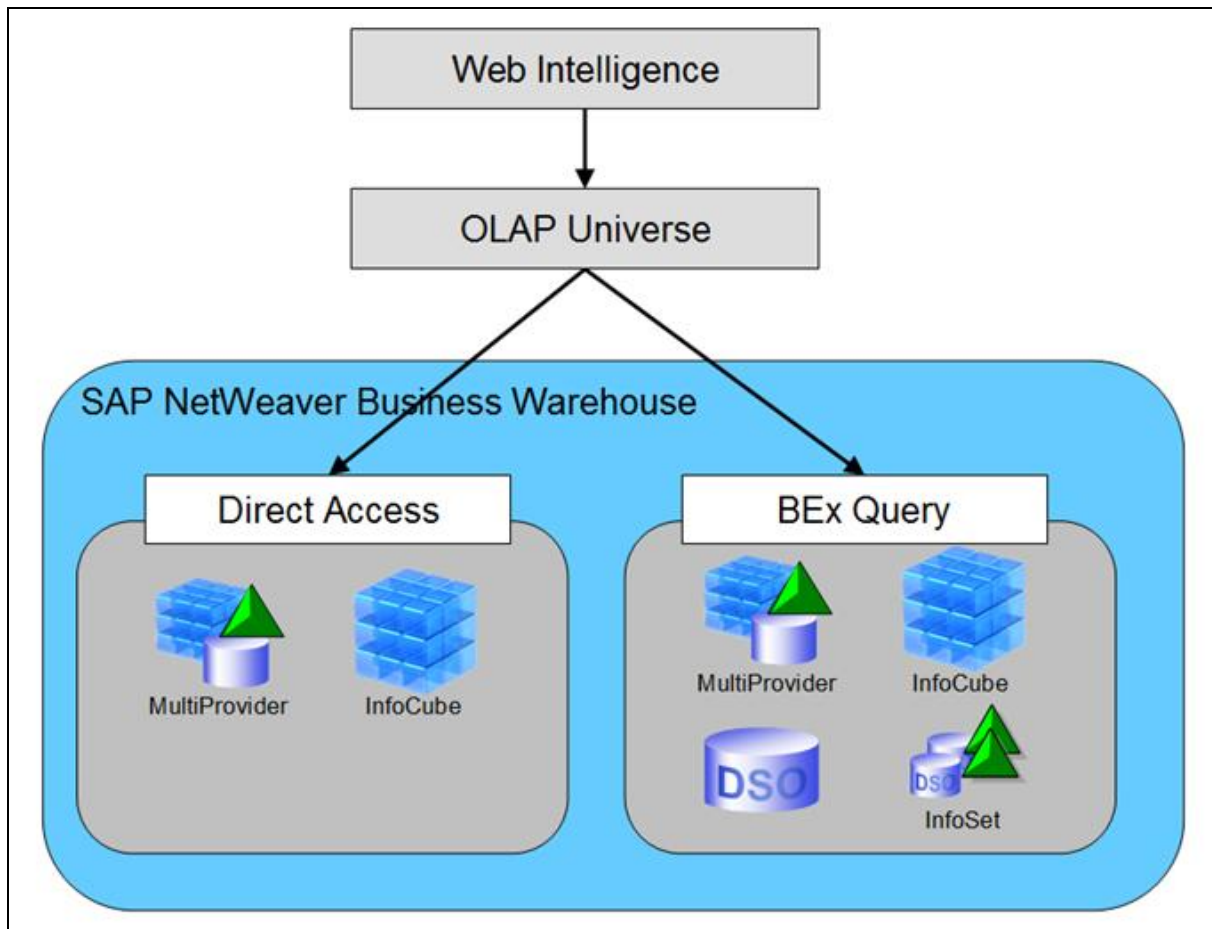 Web Intelligence
OLAP Universe
SAP NetWeaver Business Warehouse
Direct Access
BEx Query
MultiProvider
InfoCube
MultiProvider
InfoCube
DSO
DSO
InfoSet